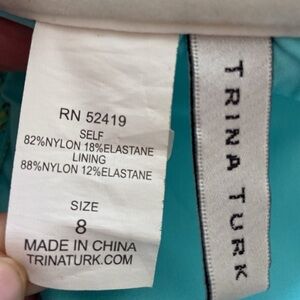 RN 52419
SELF
82%NYLON 18%ELASTANE
LINING
88%NYLON 12%ELASTANE
SIZE
8
MADE IN CHINA
TRINATURK.COM
TRINA TURK